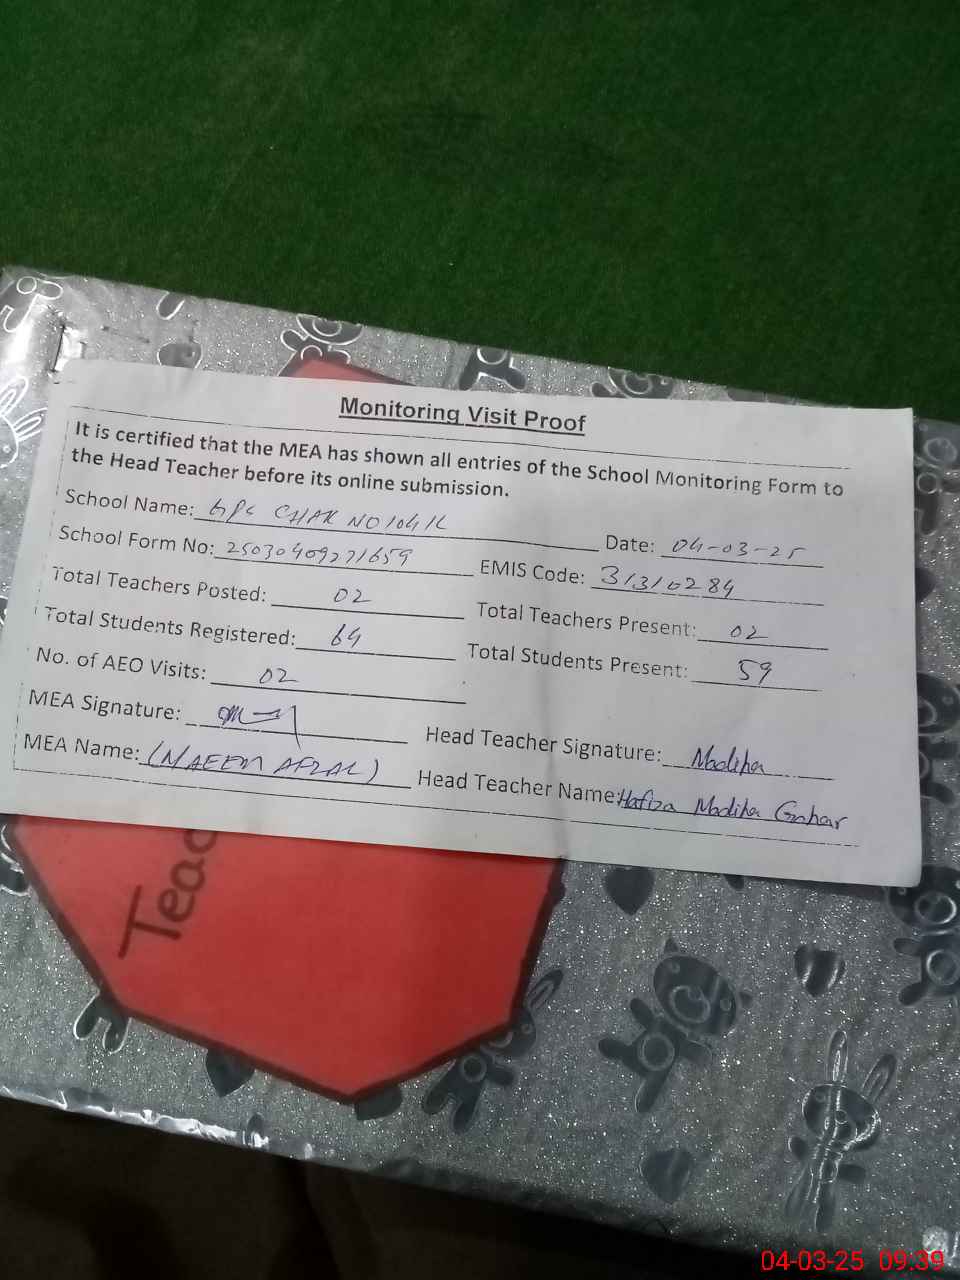 Monitoring Visit Proof
It is certified that the MEA has shown all entries of the School Monitoring Form to
the Head Teacher before its online submission.
School Name: GPS CHAK NO 104 1L Date: 04-03-25
School Form No: 25030409271659 EMIS Code: 31310284
Total Teachers Posted: 02 Total Teachers Present: 02
Total Students Registered: 64 Total Students Present: 59
No. of AEO Visits: 02
MEA Signature: Head Teacher Signature: Madiha
MEA Name: (NAEEM AFZAL) Head Teacher Name: Hafiza Madiha Gohar
Teac
04-03-25 09:39